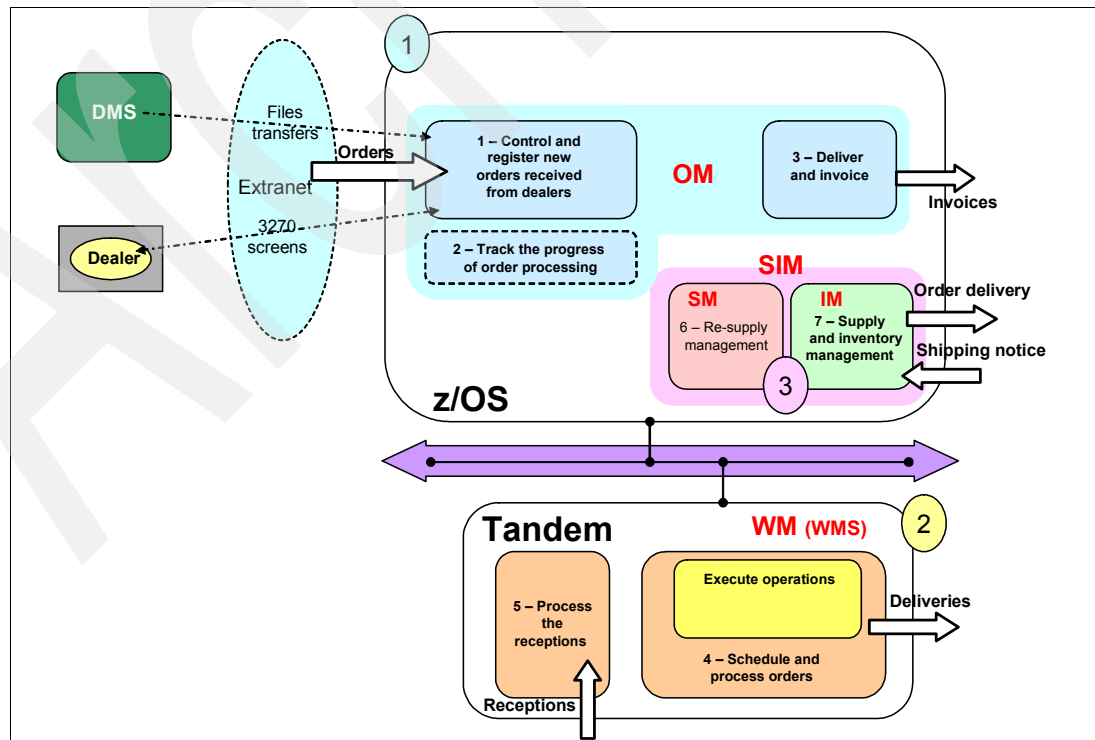 1
DMS
Files
transfers
Orders
Extranet
3270
screens
Dealer
1 – Control and
register new
orders received
from dealers
OM
3 – Deliver
and invoice
Invoices
2 – Track the progress
of order processing
SIM
SM
6 – Re-supply
management
IM
7 – Supply
and inventory
management
Order delivery
Shipping notice
3
z/OS
2
Tandem
WM (WMS)
5 – Process
the
receptions
Execute operations
4 – Schedule and
process orders
Deliveries
Receptions